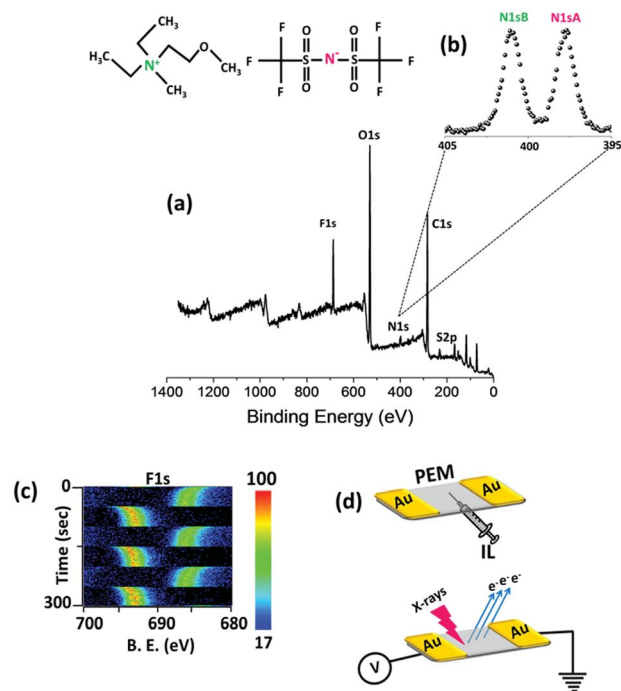 N1sB N1sA
(b)
H₃C
H₃C
N⁺
CH₃
O
CH₃
F O O F
F C S N⁻ S C F
F O O F
405 400 395
(a)
O1s
F1s
C1s
N1s
S2p
1400 1200 1000 800 600 400 200 0
Binding Energy (eV)
(c)
F1s
0
Time (sec)
300
700 690 680
B. E. (eV)
100
17
(d)
PEM
Au Au
IL
X-rays
e⁻e⁻e⁻
Au Au
V